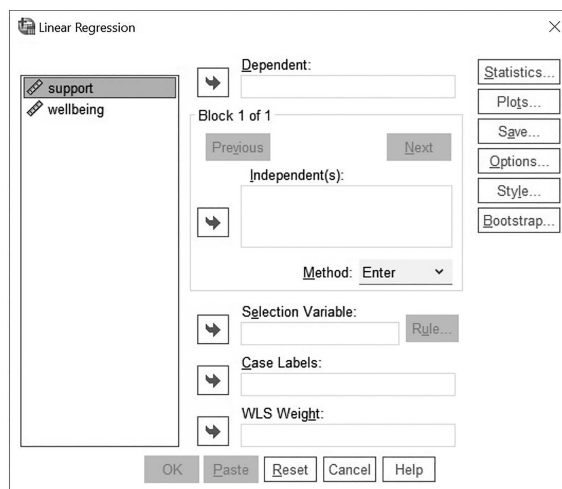 Linear Regression
support
wellbeing
Dependent:
Block 1 of 1
Previous
Next
Independent(s):
Method: Enter
Selection Variable:
Rule...
Case Labels:
WLS Weight:
Statistics...
Plots...
Save...
Options...
Style...
Bootstrap...
OK Paste Reset Cancel Help